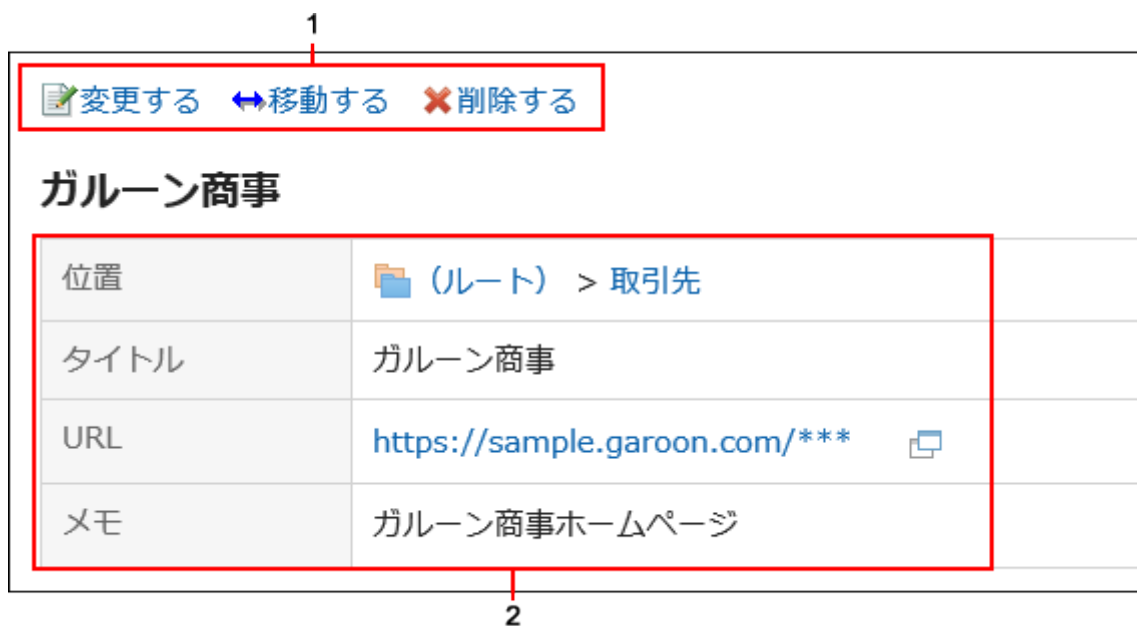 1
変更する 移動する 削除する
ガルーン商事
位置 （ルート） > 取引先
タイトル ガルーン商事
URL https://sample.garoon.com/***
メモ ガルーン商事ホームページ
2